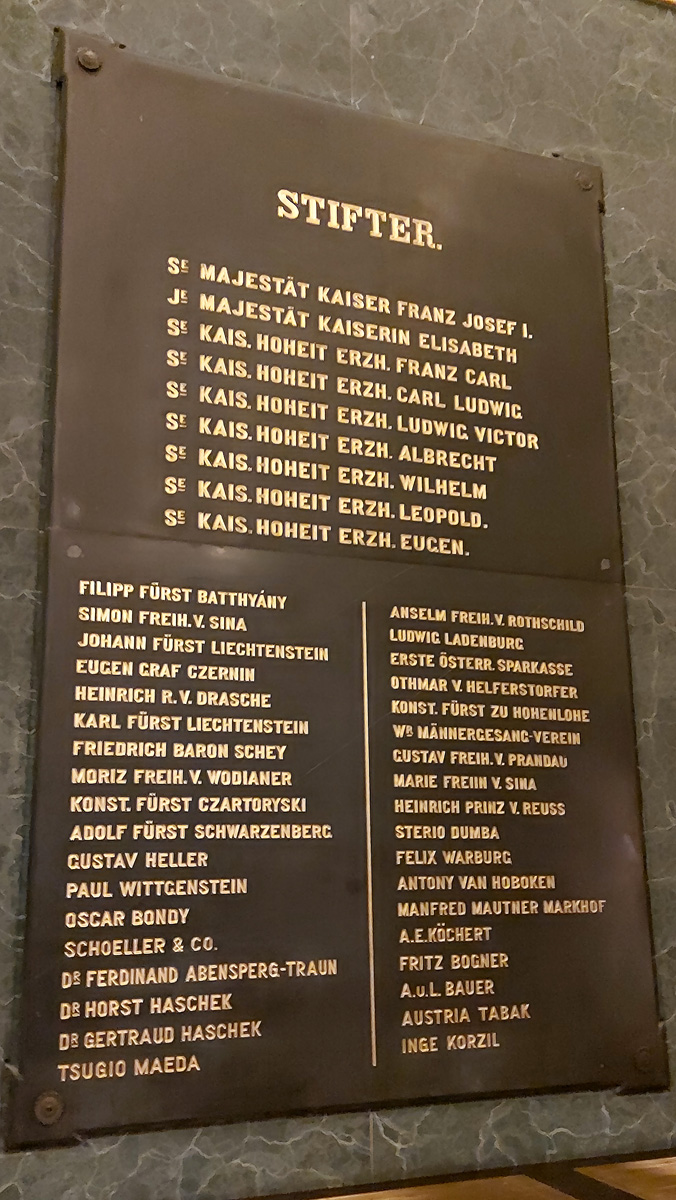 STIFTER.
SE MAJESTÄT KAISER FRANZ JOSEF I.
JE MAJESTÄT KAISERIN ELISABETH
SE KAIS. HOHEIT ERZH. FRANZ CARL
SE KAIS. HOHEIT ERZH. CARL LUDWIG
SE KAIS. HOHEIT ERZH. LUDWIG VICTOR
SE KAIS. HOHEIT ERZH. ALBRECHT
SE KAIS. HOHEIT ERZH. WILHELM
SE KAIS. HOHEIT ERZH. LEOPOLD.
SE KAIS. HOHEIT ERZH. EUGEN.
FILIPP FÜRST BATTHYÁNY
SIMON FREIH. V. SINA
JOHANN FÜRST LIECHTENSTEIN
EUGEN GRAF CZERNIN
HEINRICH R. V. DRASCHE
KARL FÜRST LIECHTENSTEIN
FRIEDRICH BARON SCHEY
MORIZ FREIH. V. WODIANER
KONST. FÜRST CZARTORYSKI
ADOLF FÜRST SCHWARZENBERG
GUSTAV HELLER
PAUL WITTGENSTEIN
OSCAR BONDY
SCHOELLER & CO.
DR FERDINAND ABENSPERG-TRAUN
DR HORST HASCHEK
DR GERTRAUD HASCHEK
TSUGIO MAEDA
ANSELM FREIH. V. ROTHSCHILD
LUDWIG LADENBURG
ERSTE ÖSTERR. SPARKASSE
OTHMAR V. HELFERSTORFER
KONST. FÜRST ZU HOHENLOHE
WR MÄNNERGESANG-VEREIN
GUSTAV FREIH. V. PRANDAU
MARIE FREIIN V. SINA
HEINRICH PRINZ V. REUSS
STERIO DUMBA
FELIX WARBURG
ANTONY VAN HOBOKEN
MANFRED MAUTNER MARKHOF
A.E. KÖCHERT
FRITZ BOGNER
A.u.L. BAUER
AUSTRIA TABAK
INGE KORZIL